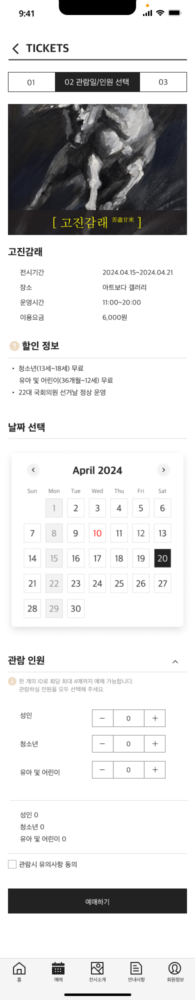 9:41
TICKETS
01
02 관람일/인원 선택
03
[ 고진감래 苦盡甘來 ]
고진감래
전시기간 2024.04.15~2024.04.21
장소 아트보다 갤러리
운영시간 11:00~20:00
이용요금 6,000원
? 할인 정보
• 청소년(13세~18세) 무료
유아 및 어린이(36개월~12세) 무료
• 22대 국회의원 선거날 정상 운영
날짜 선택
April 2024
Sun Mon Tue Wed Thu Fri Sat
1 2 3 4 5 6
7 8 9 10 11 12 13
14 15 16 17 18 19 20
21 22 23 24 25 26 27
28 29 30
관람 인원
한 개의 ID로 회당 최대 4매까지 예매 가능합니다.
관람하실 인원을 모두 선택해 주세요.
성인 − 0 +
청소년 − 0 +
유아 및 어린이 − 0 +
성인 0
청소년 0
유아 및 어린이 0
관람시 유의사항 동의
예매하기
홈 예매 전시소개 안내사항 회원정보